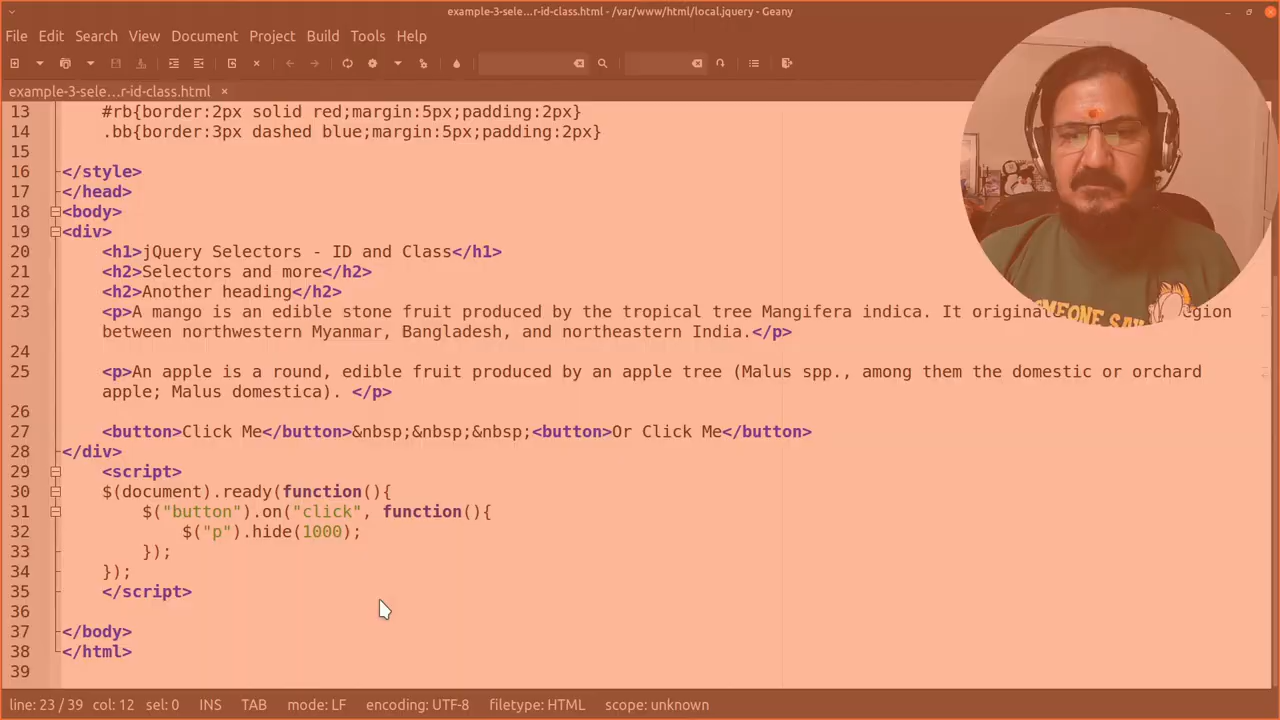 example-3-sele...r-id-class.html - /var/www/html/local.jquery - Geany
File Edit Search View Document Project Build Tools Help
example-3-sele...r-id-class.html ×
13 #rb{border:2px solid red;margin:5px;padding:2px}
14 .bb{border:3px dashed blue;margin:5px;padding:2px}
15
16 </style>
17 </head>
18 <body>
19 <div>
20 <h1>jQuery Selectors - ID and Class</h1>
21 <h2>Selectors and more</h2>
22 <h2>Another heading</h2>
23 <p>A mango is an edible stone fruit produced by the tropical tree Mangifera indica. It
between northwestern Myanmar, Bangladesh, and northeastern India.</p>
24
25 <p>An apple is a round, edible fruit produced by an apple tree (Malus spp., among them the domestic or orchard
apple; Malus domestica). </p>
26
27 <button>Click Me</button>&nbsp;&nbsp;&nbsp;<button>Or Click Me</button>
28 </div>
29 <script>
30 $(document).ready(function(){
31 $("button").on("click", function(){
32 $("p").hide(1000);
33 });
34 });
35 </script>
36
37 </body>
38 </html>
39
line: 23 / 39 col: 12 sel: 0 INS TAB mode: LF encoding: UTF-8 filetype: HTML scope: unknown